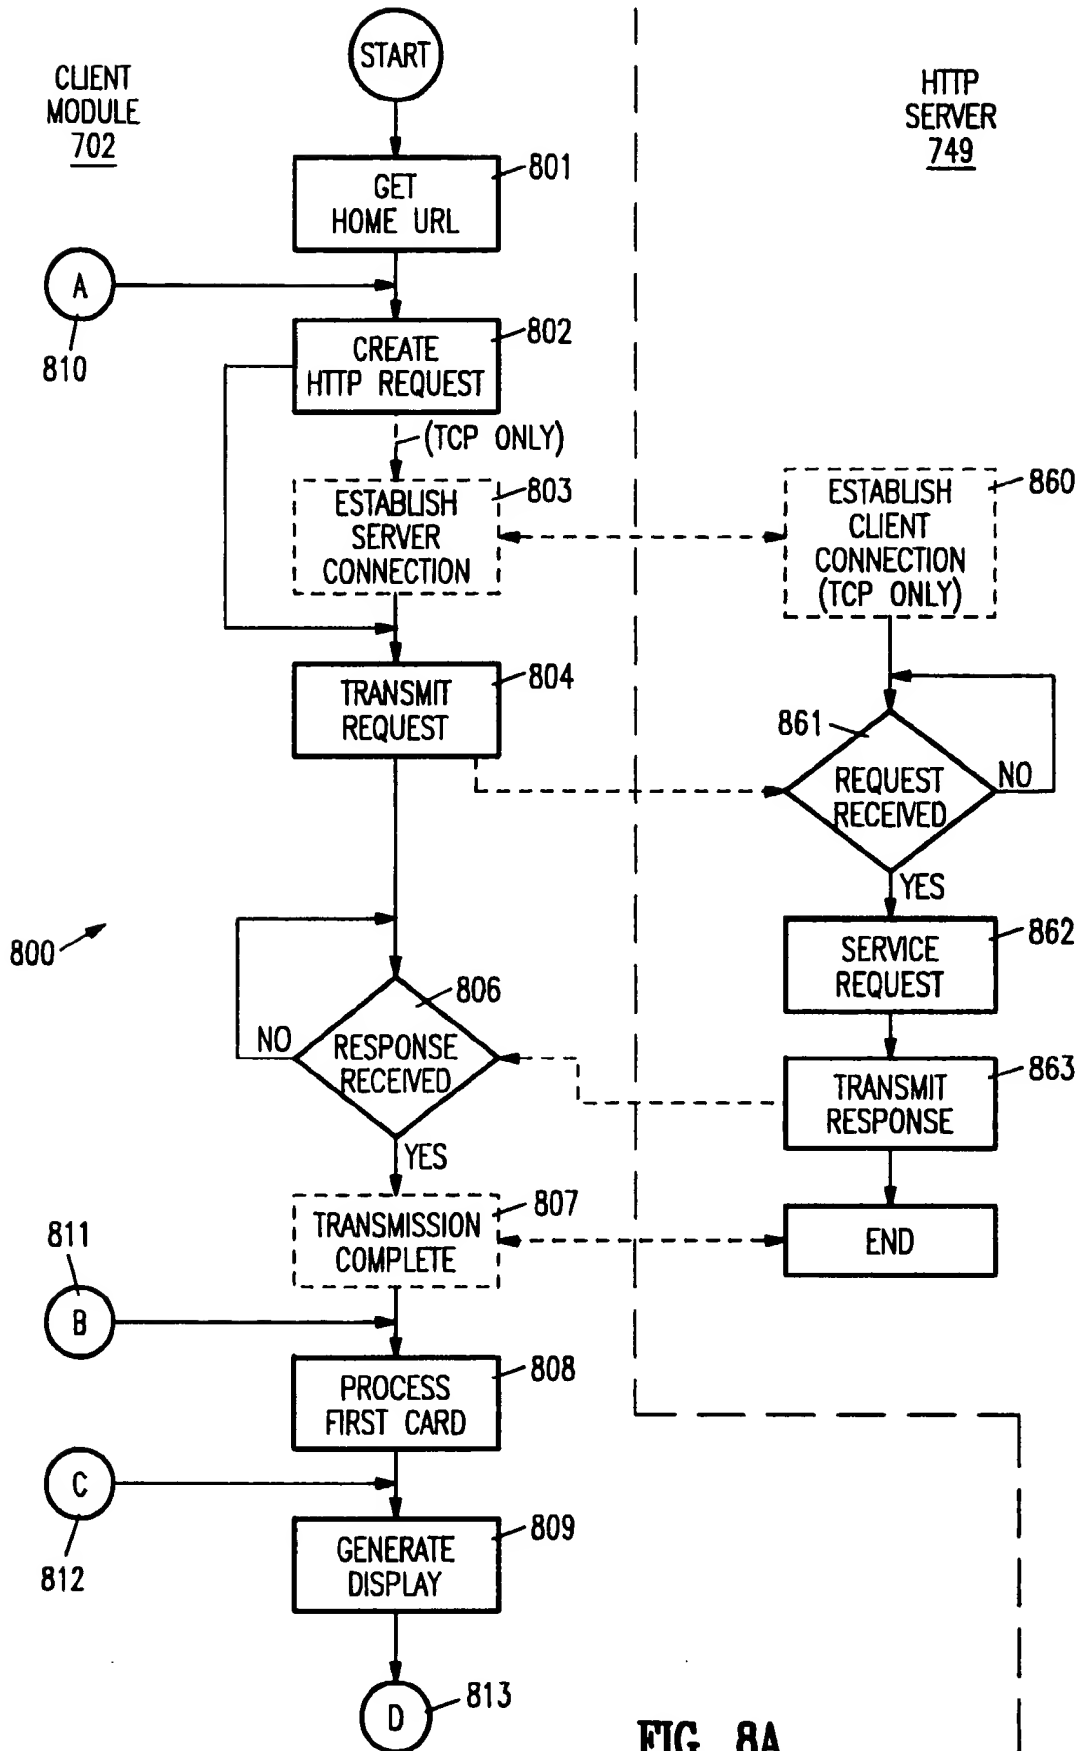 START
CLIENT
MODULE
702
HTTP
SERVER
749
801
GET
HOME URL
A
810
802
CREATE
HTTP REQUEST
(TCP ONLY)
803
ESTABLISH
SERVER
CONNECTION
860
ESTABLISH
CLIENT
CONNECTION
(TCP ONLY)
804
TRANSMIT
REQUEST
861
REQUEST
RECEIVED
NO
YES
862
SERVICE
REQUEST
800
806
RESPONSE
RECEIVED
NO
YES
863
TRANSMIT
RESPONSE
807
TRANSMISSION
COMPLETE
END
811
B
808
PROCESS
FIRST CARD
C
812
809
GENERATE
DISPLAY
D
813
FIG. 8A